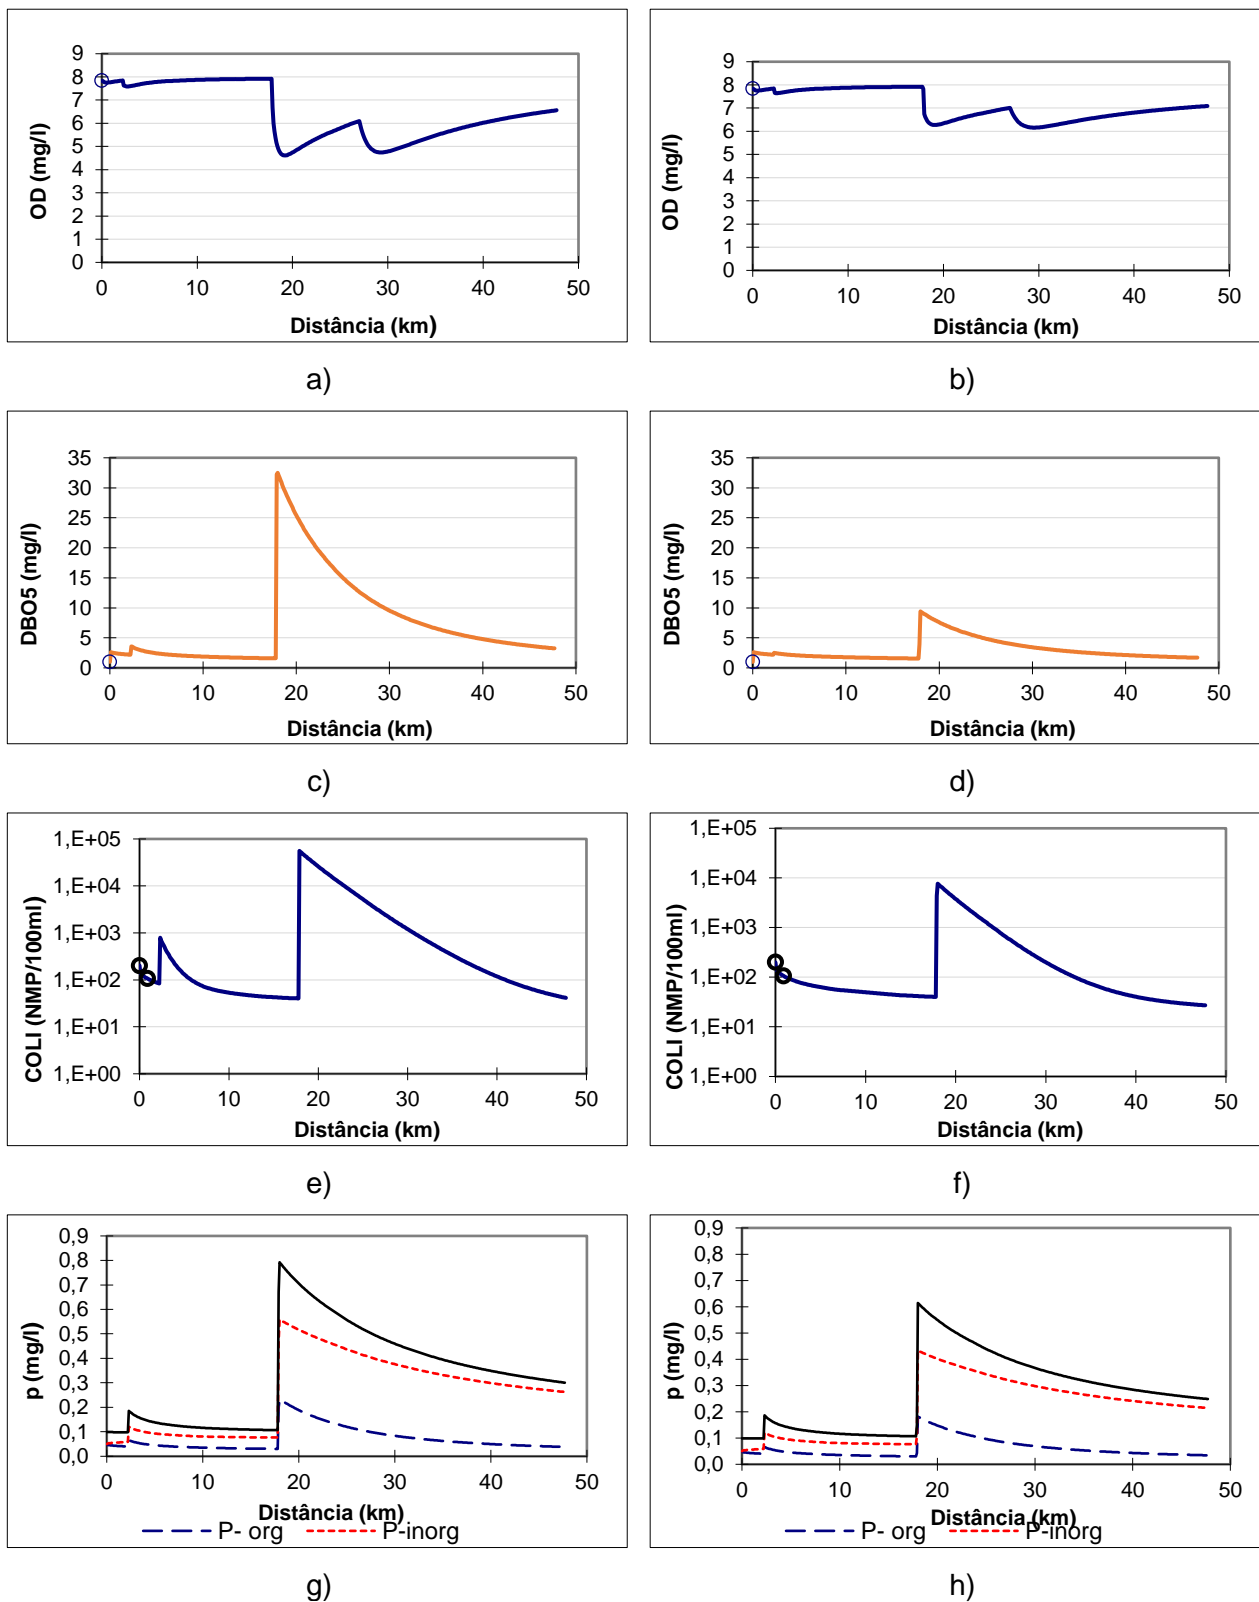 9
8
7
6
5
4
3
2
1
0
OD (mg/l)
0 10 20 30 40 50
Distância (km)
a)
9
8
7
6
5
4
3
2
1
0
OD (mg/l)
0 10 20 30 40 50
Distância (km)
b)
35
30
25
20
15
10
5
0
DBO5 (mg/l)
0 10 20 30 40 50
Distância (km)
c)
35
30
25
20
15
10
5
0
DBO5 (mg/l)
0 10 20 30 40 50
Distância (km)
d)
1,E+05
1,E+04
1,E+03
1,E+02
1,E+01
1,E+00
COLI (NMP/100ml)
0 10 20 30 40 50
Distância (km)
e)
1,E+05
1,E+04
1,E+03
1,E+02
1,E+01
1,E+00
COLI (NMP/100ml)
0 10 20 30 40 50
Distância (km)
f)
0,9
0,8
0,7
0,6
0,5
0,4
0,3
0,2
0,1
0,0
p (mg/l)
0 10 20 30 40 50
Distância (km)
P- org P-inorg
g)
0,9
0,8
0,7
0,6
0,5
0,4
0,3
0,2
0,1
0,0
p (mg/l)
0 10 20 30 40 50
Distância (km)
P- org P-inorg
h)